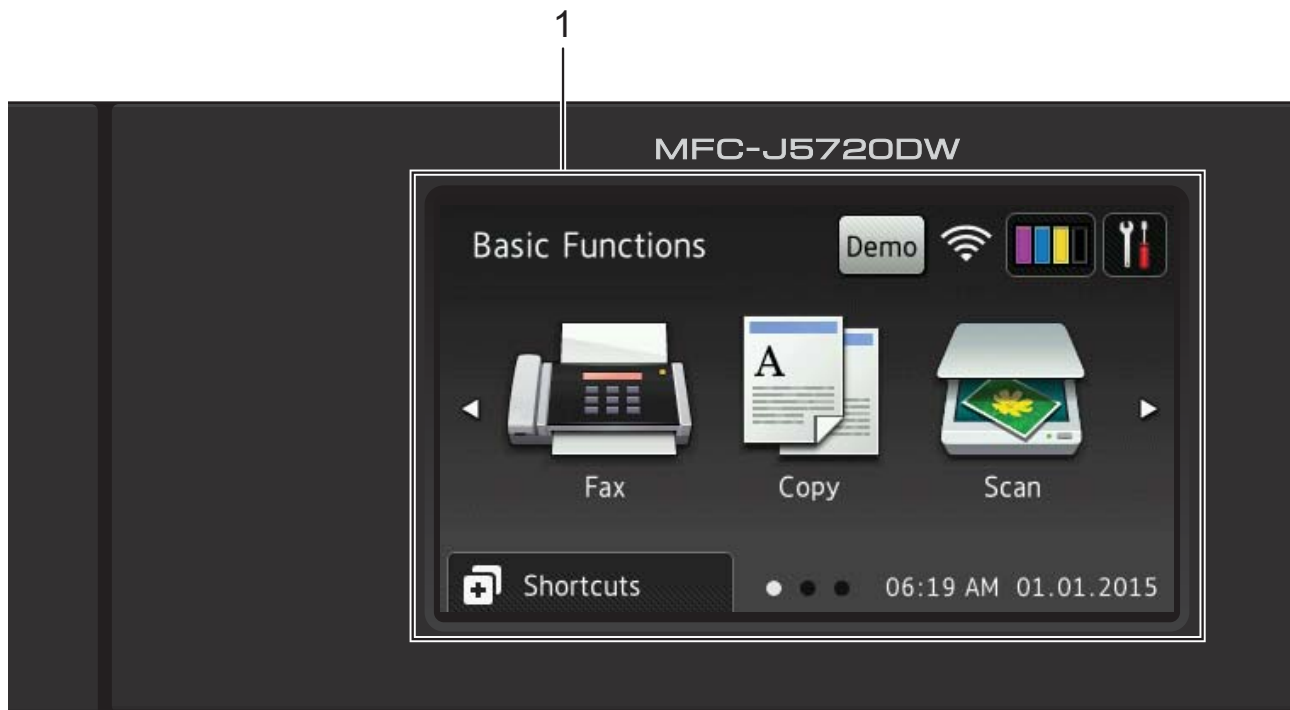 1
MFC-J5720DW
Basic Functions
Demo
A
Fax
Copy
Scan
Shortcuts
06:19 AM 01.01.2015